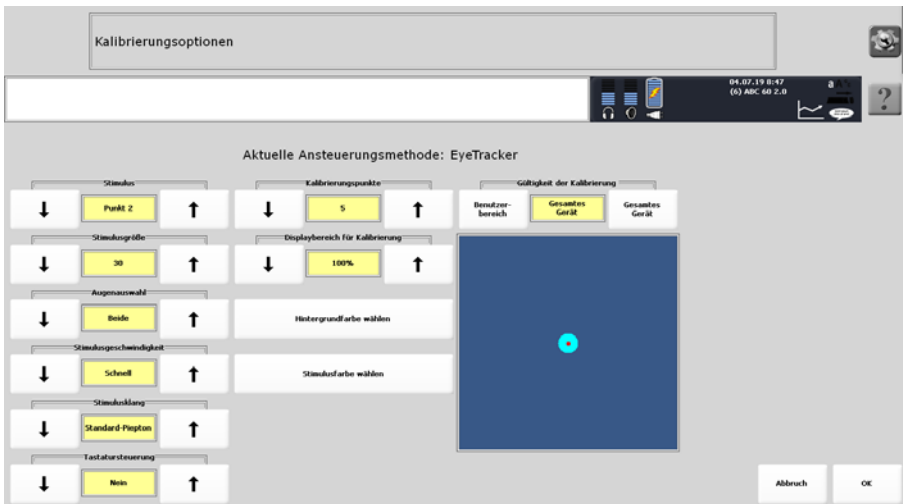 Kalibrierungsoptionen
04.07.19 8:47
(6) ABC 60 2.0
?
Aktuelle Ansteuerungsmethode: EyeTracker
Stimulus
Punkt 2
Kalibrierungspunkte
5
Gültigkeit der Kalibrierung
Benutzer-
bereich
Gesamtes
Gerät
Gesamtes
Gerät
Stimulusgröße
30
Displaybereich für Kalibrierung
100%
Augenauswahl
Beide
Hintergrundfarbe wählen
Stimulusgeschwindigkeit
Schnell
Stimulusfarbe wählen
Stimulusklang
Standard-Piepton
Tastatursteuerung
Nein
Abbruch
OK